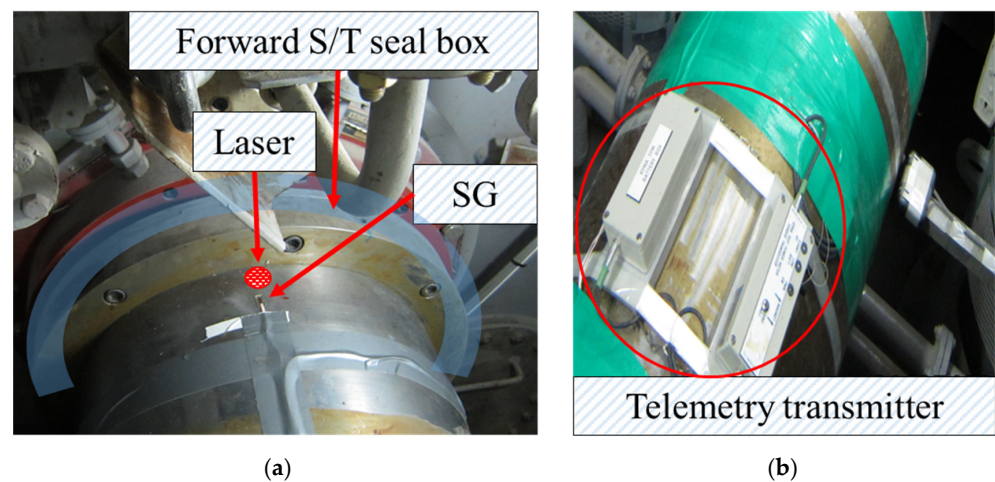 Forward S/T seal box
Laser
SG
Telemetry transmitter
(a)
(b)